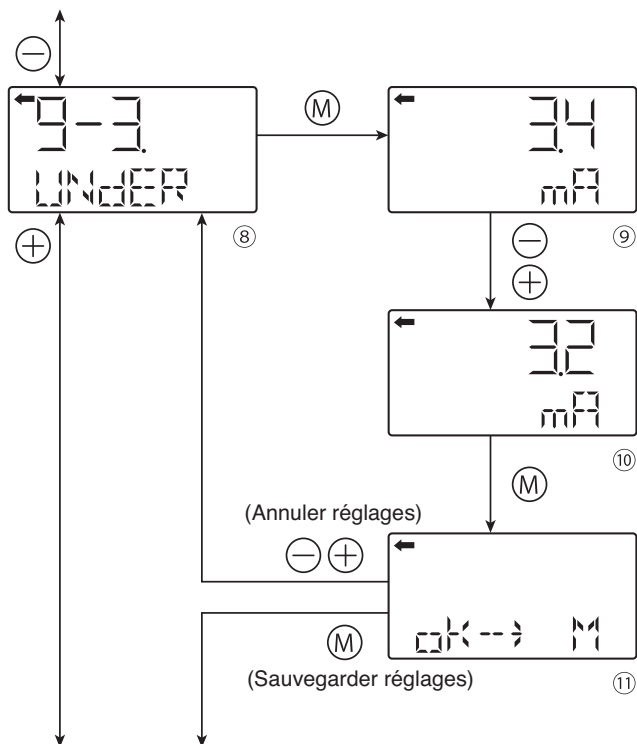 −
9-3.
UNdER
⑧
M
3.4
mA
⑨
+
−
+
3.2
mA
⑩
M
(Annuler réglages)
− +
ok--> M
⑪
M
(Sauvegarder réglages)